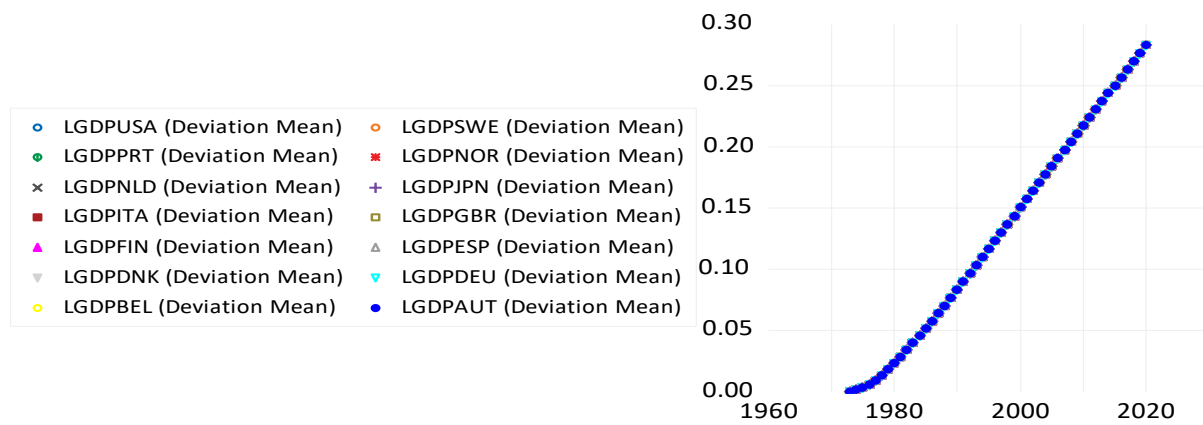 0.30
0.25
0.20
0.15
0.10
0.05
0.00
1960 1980 2000 2020
LGDPUSA (Deviation Mean) LGDPSWE (Deviation Mean)
LGDPPRT (Deviation Mean) LGDPNOR (Deviation Mean)
LGDPNLD (Deviation Mean) LGDPJPN (Deviation Mean)
LGDPITA (Deviation Mean) LGDPGBR (Deviation Mean)
LGDPFIN (Deviation Mean) LGDPESP (Deviation Mean)
LGDPDNK (Deviation Mean) LGDPDEU (Deviation Mean)
LGDPBEL (Deviation Mean) LGDPAUT (Deviation Mean)